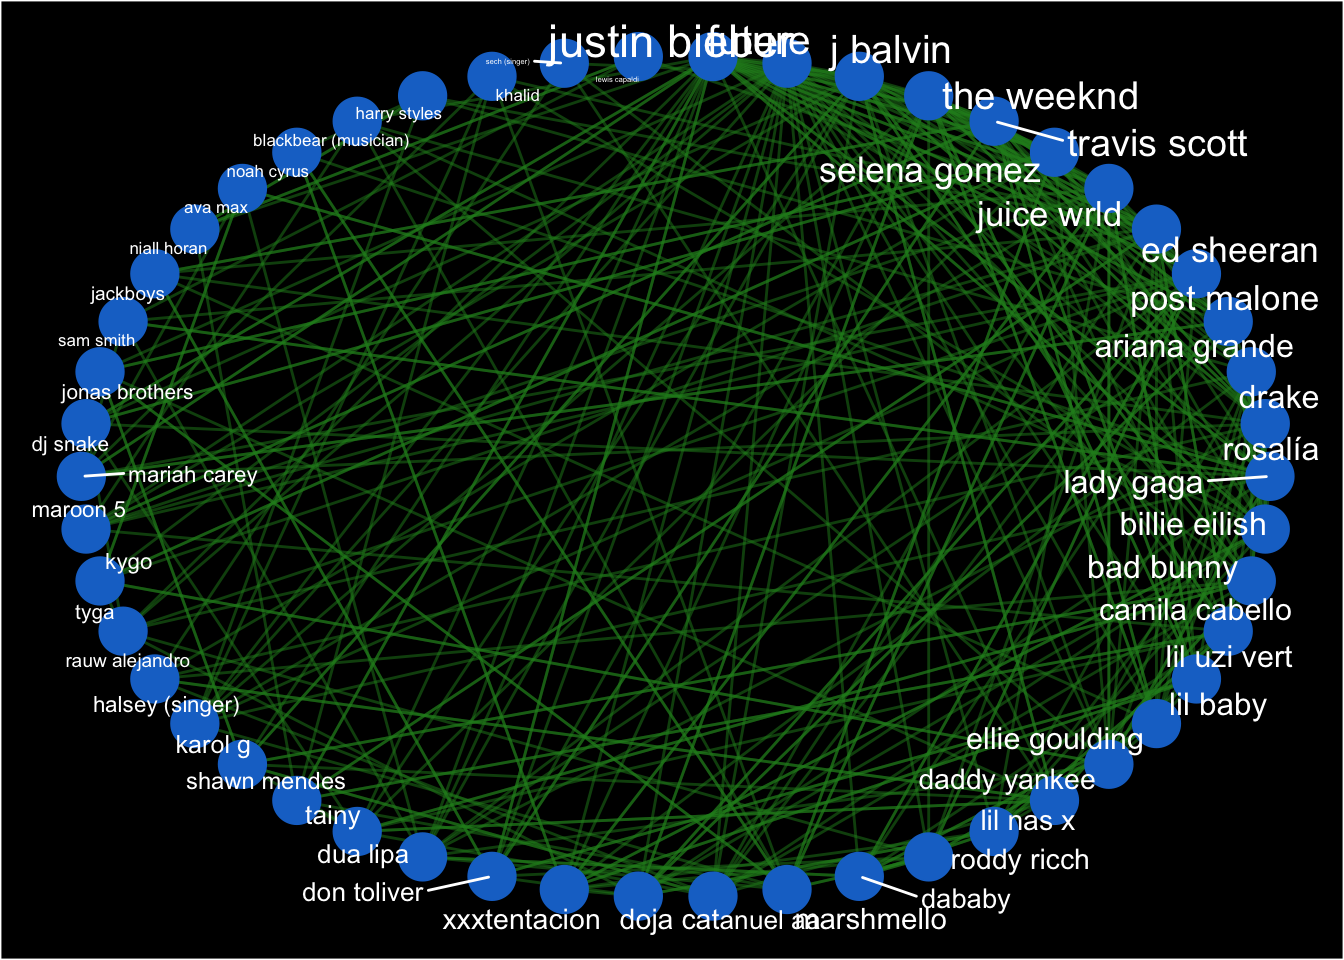 justin bieber
future
j balvin
sech (singer)
lewis capaldi
khalid
the weeknd
harry styles
travis scott
blackbear (musician)
selena gomez
noah cyrus
ava max
juice wrld
niall horan
ed sheeran
jackboys
post malone
sam smith
ariana grande
jonas brothers
drake
dj snake
rosalía
mariah carey
lady gaga
maroon 5
billie eilish
kygo
bad bunny
tyga
camila cabello
rauw alejandro
lil uzi vert
halsey (singer)
lil baby
karol g
ellie goulding
shawn mendes
daddy yankee
tainy
lil nas x
dua lipa
roddy ricch
don toliver
dababy
xxxtentacion
doja cat
anuel aa
marshmello